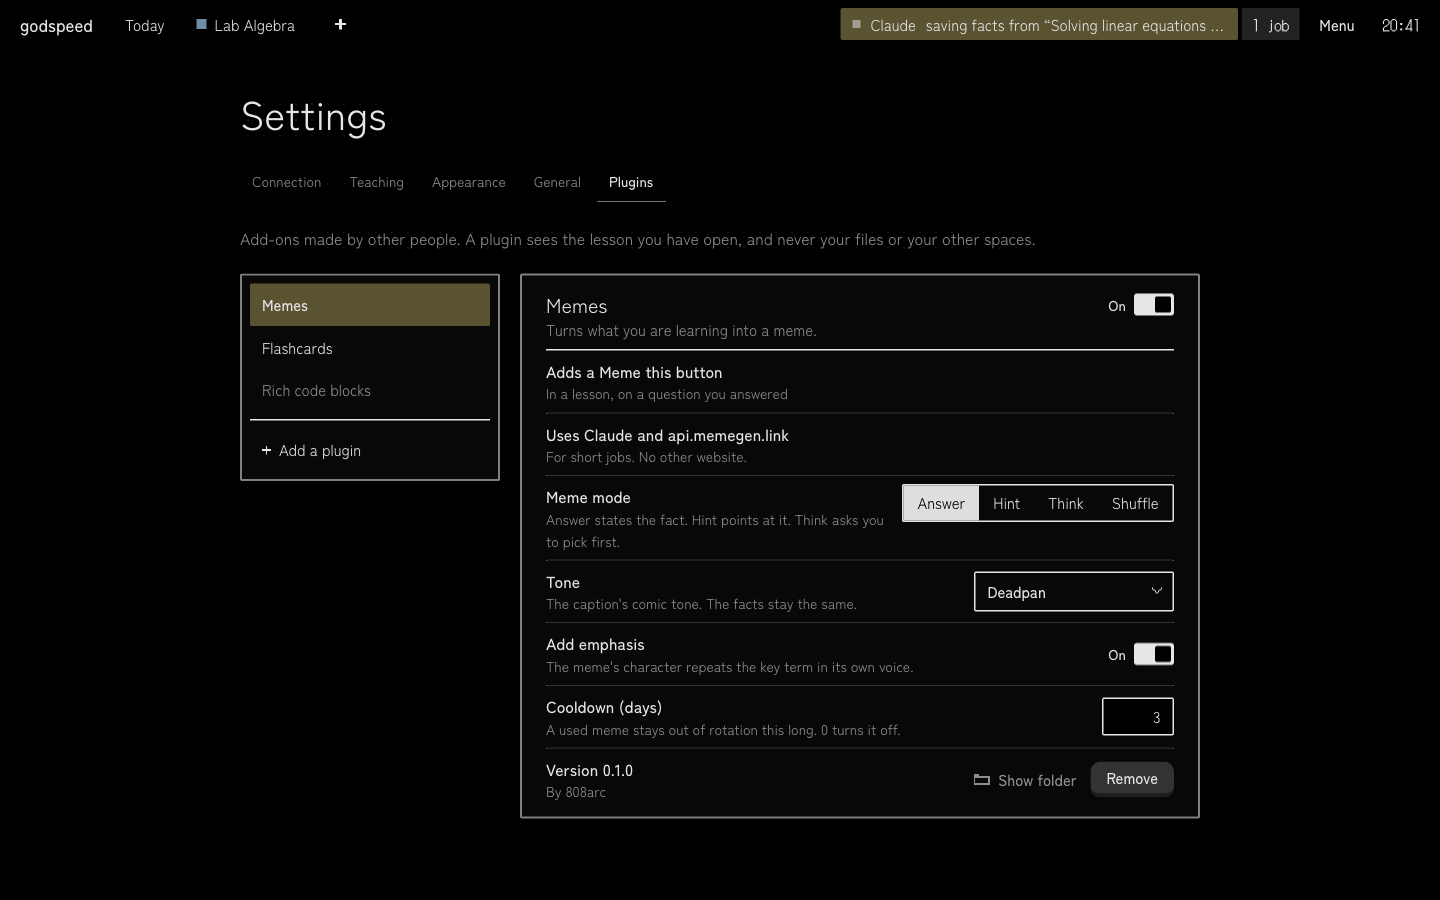 godspeed
Today
Lab Algebra
+
Claude saving facts from “Solving linear equations ...
1 job
Menu
20:41
Settings
Connection
Teaching
Appearance
General
Plugins
Add-ons made by other people. A plugin sees the lesson you have open, and never your files or your other spaces.
Memes
Flashcards
Rich code blocks
+ Add a plugin
Memes
On
Turns what you are learning into a meme.
Adds a Meme this button
In a lesson, on a question you answered
Uses Claude and api.memegen.link
For short jobs. No other website.
Meme mode
Answer states the fact. Hint points at it. Think asks you
to pick first.
Answer
Hint
Think
Shuffle
Tone
The caption's comic tone. The facts stay the same.
Deadpan
Add emphasis
The meme's character repeats the key term in its own voice.
On
Cooldown (days)
A used meme stays out of rotation this long. 0 turns it off.
3
Version 0.1.0
By 808arc
Show folder
Remove